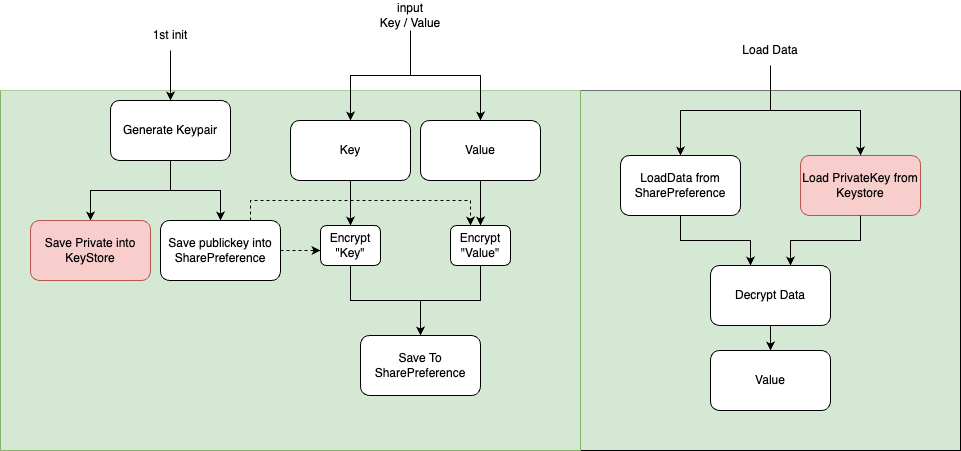 input
Key / Value
1st init
Load Data
Generate Keypair
Key
Value
Save Private into
KeyStore
Save publickey into
SharePreference
Encrypt
"Key"
Encrypt
"Value"
Save To
SharePreference
LoadData from
SharePreference
Load PrivateKey from
Keystore
Decrypt Data
Value